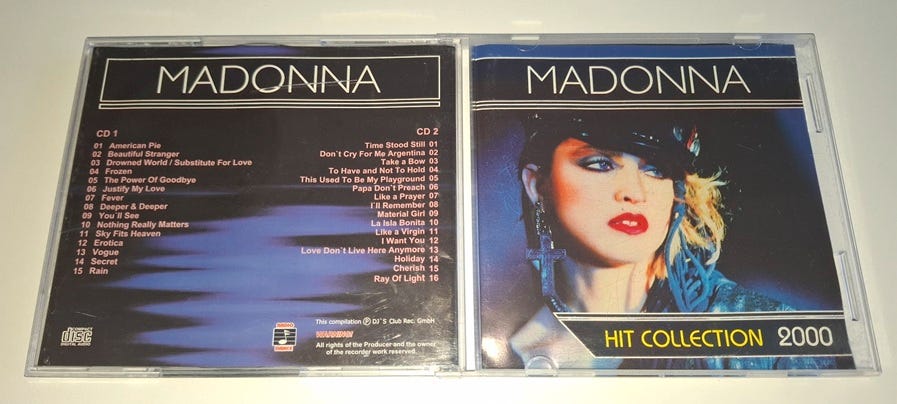 MADONNA
CD 1
01 American Pie
02 Beautiful Stranger
03 Drowned World / Substitute For Love
04 Frozen
05 The Power Of Goodbye
06 Justify My Love
07 Fever
08 Deeper & Deeper
09 You´ll See
10 Nothing Really Matters
11 Sky Fits Heaven
12 Erotica
13 Vogue
14 Secret
15 Rain
CD 2
Time Stood Still 01
Don`t Cry For Me Argentina 02
Take a Bow 03
To Have and Not To Hold 04
This Used To Be My Playground 05
Papa Don`t Preach 06
Like a Prayer 07
I`ll Remember 08
Material Girl 09
La Isla Bonita 10
Like a Virgin 11
I Want You 12
Love Don`t Live Here Anymore 13
Holiday 14
Cherish 15
Ray Of Light 16
COMPACT
disc
DIGITAL AUDIO
This compilation Ⓟ DJ`S Club Rec. GmbH
WARNING!
All rights of the Producer and the owner
of the recorder work reserved.
MADONNA
HIT COLLECTION 2000